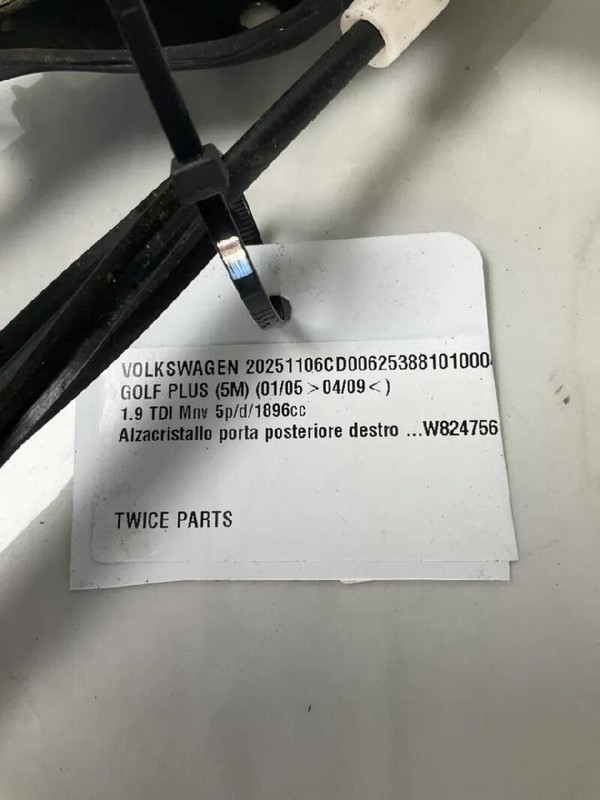 VOLKSWAGEN 20251106CD00625388101000
GOLF PLUS (5M) (01/05 > 04/09 < )
1.9 TDI Mnv 5p/d/1896cc
Alzacristallo porta posteriore destro ...W824756
TWICE PARTS